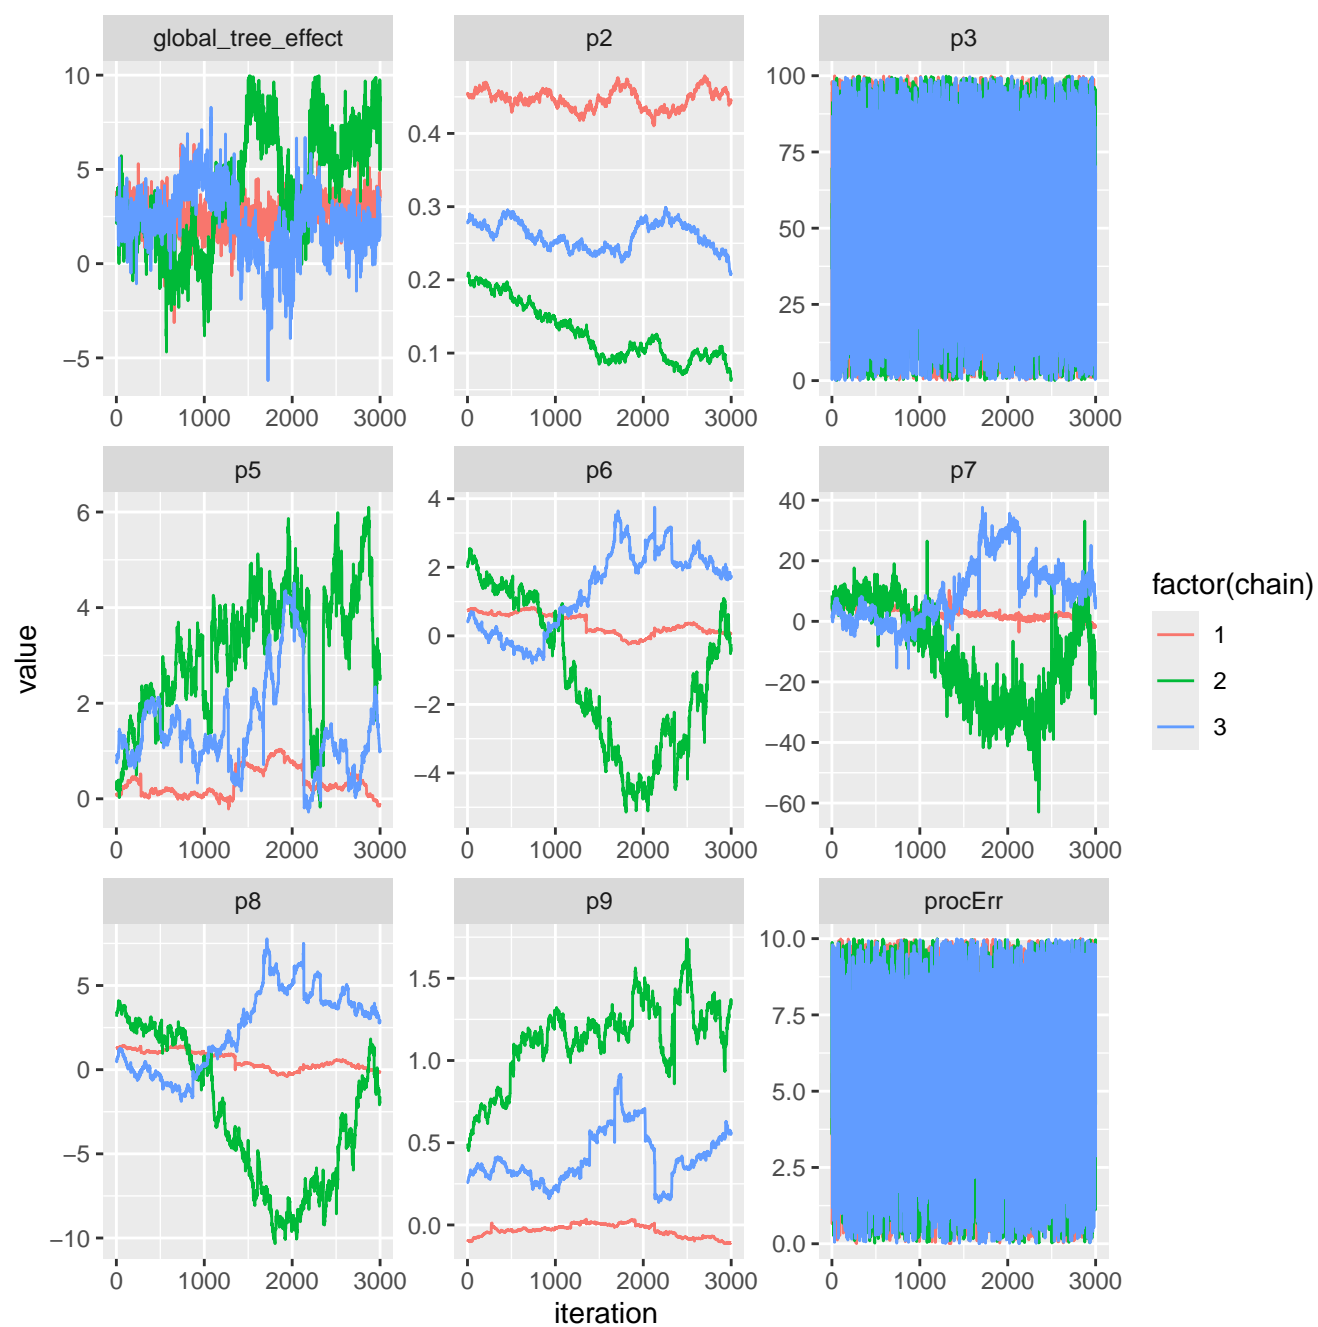 global_tree_effect p2 p3
10 5 0 −5
0.4 0.3 0.2 0.1
100 75 50 25 0
0 1000 2000 3000 0 1000 2000 3000 0 1000 2000 3000
p5 p6 p7
6 4 2 0
4 2 0 −2 −4
40 20 0 −20 −40 −60
0 1000 2000 3000 0 1000 2000 3000 0 1000 2000 3000
p8 p9 procErr
5 0 −5 −10
1.5 1.0 0.5 0.0
10.0 7.5 5.0 2.5 0.0
0 1000 2000 3000 0 1000 2000 3000 0 1000 2000 3000
value
iteration
factor(chain)
1
2
3